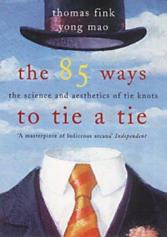 thomas fink
yong mao
the 85 ways
the science and aesthetics of tie knots
to tie a tie
'A masterpiece of ludicrous arcana' Independent